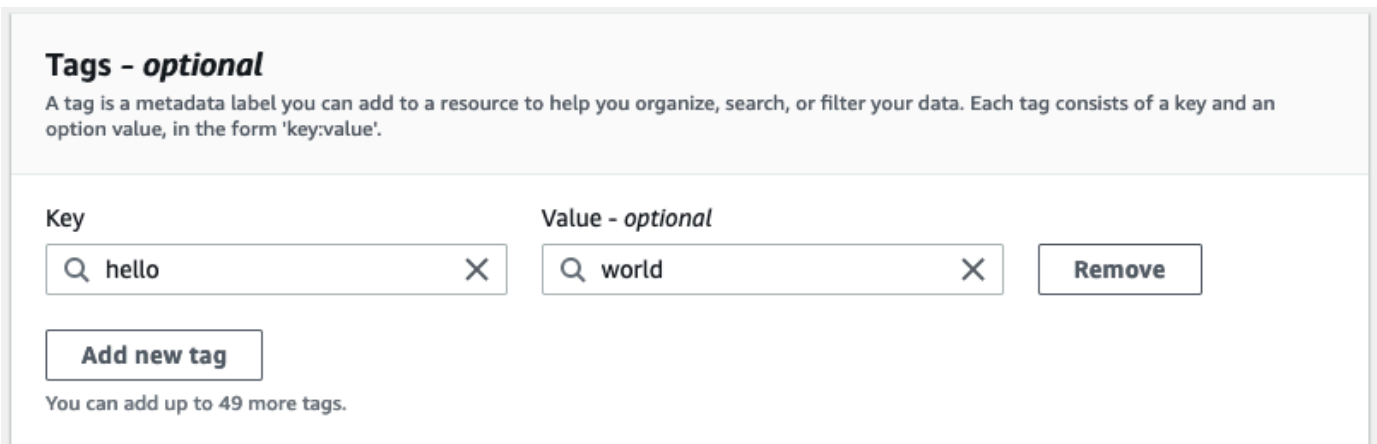 Tags - optional
A tag is a metadata label you can add to a resource to help you organize, search, or filter your data. Each tag consists of a key and an
option value, in the form 'key:value'.
Key Value - optional
hello world Remove
Add new tag
You can add up to 49 more tags.